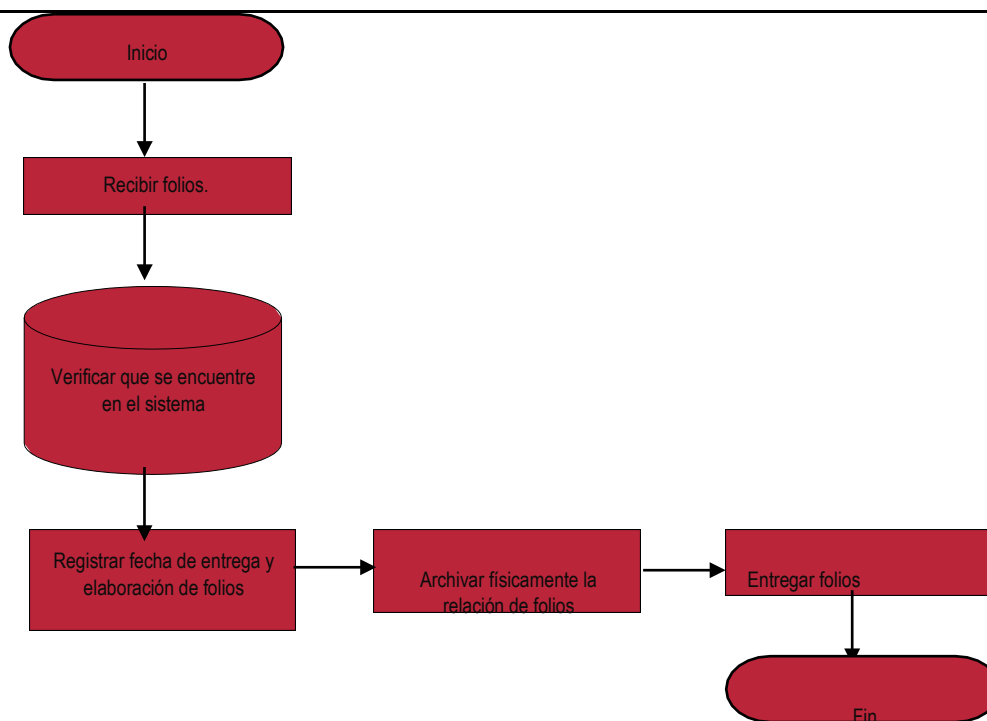 Inicio
Recibir folios.
Verificar que se encuentre
en el sistema
Registrar fecha de entrega y
elaboración de folios
Archivar físicamente la
relación de folios
Entregar folios
Fin